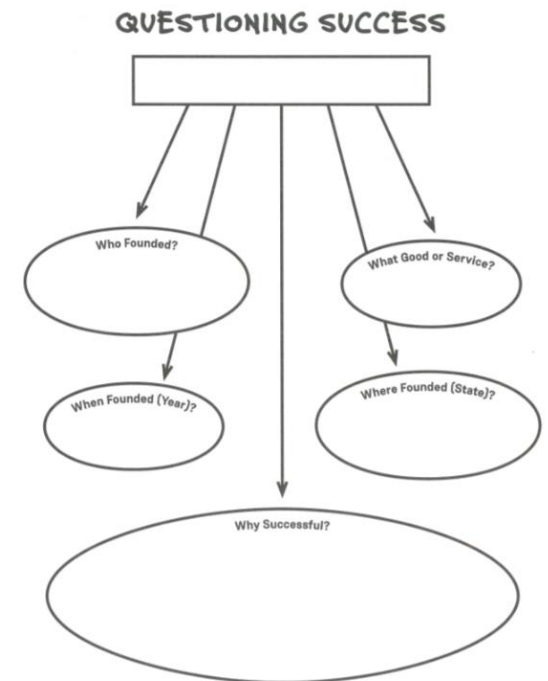 QUESTIONING SUCCESS
Who Founded?
What Good or Service?
When Founded (Year)?
Where Founded (State)?
Why Successful?